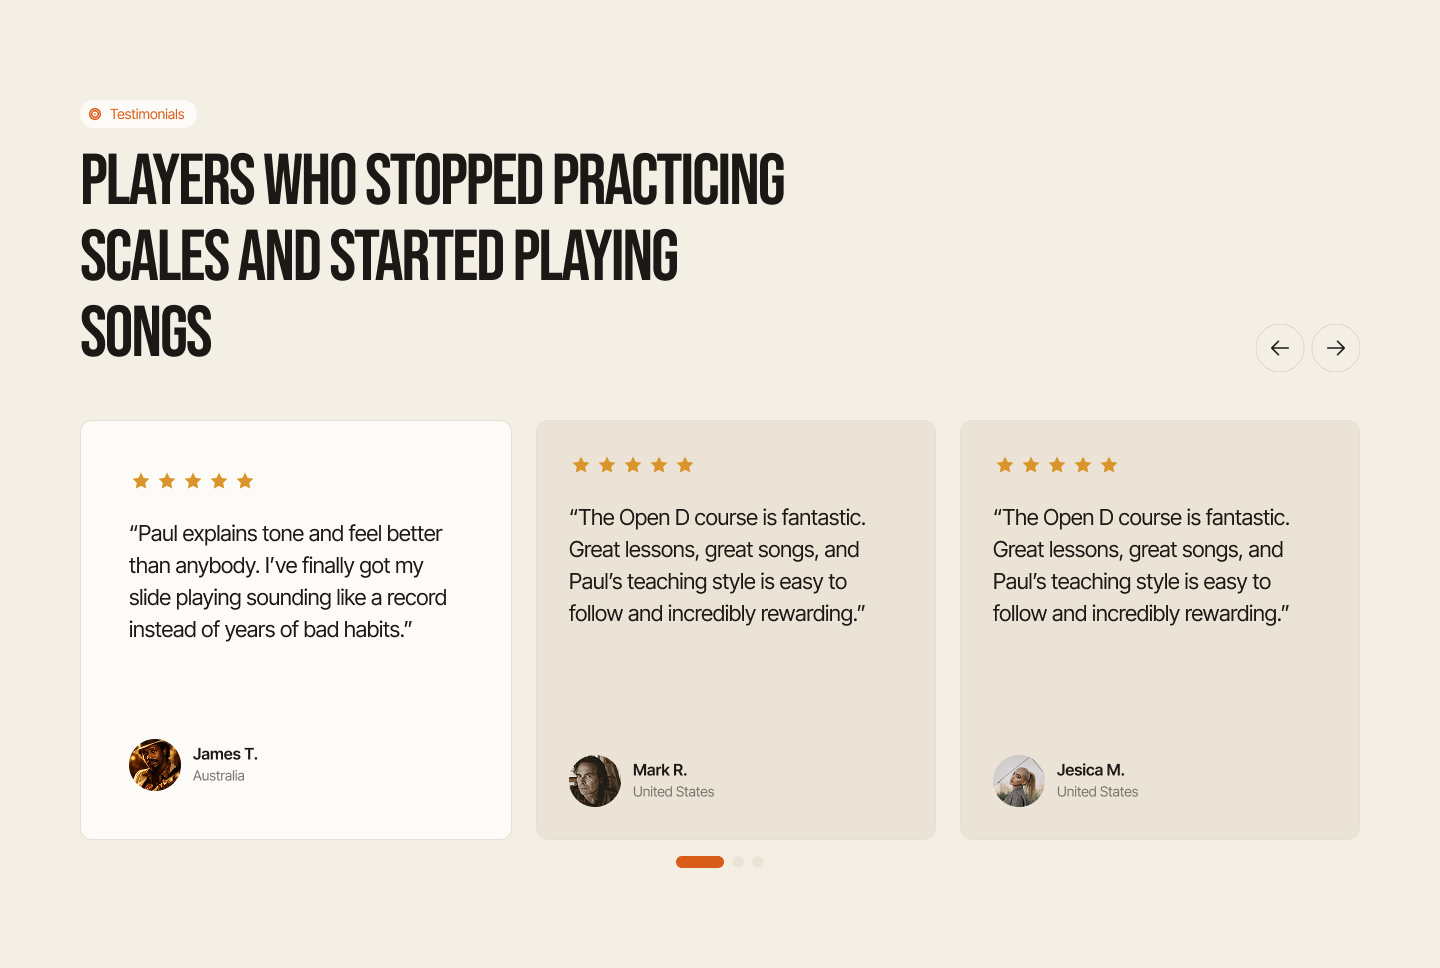 Testimonials
PLAYERS WHO STOPPED PRACTICING
SCALES AND STARTED PLAYING
SONGS
“Paul explains tone and feel better
than anybody. I’ve finally got my
slide playing sounding like a record
instead of years of bad habits.”
James T.
Australia
“The Open D course is fantastic.
Great lessons, great songs, and
Paul’s teaching style is easy to
follow and incredibly rewarding.”
Mark R.
United States
“The Open D course is fantastic.
Great lessons, great songs, and
Paul’s teaching style is easy to
follow and incredibly rewarding.”
Jesica M.
United States